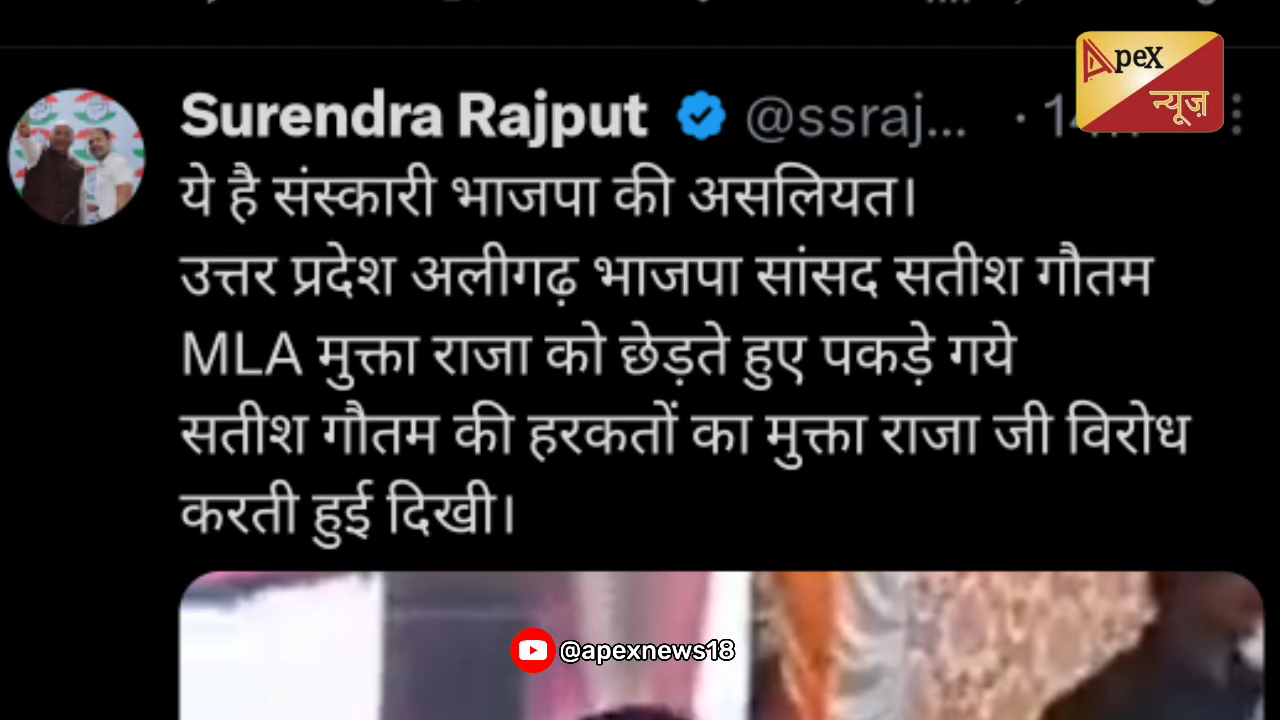 Apex
न्यूज़
Surendra Rajput @ssraj...
ये है संस्कारी भाजपा की असलियत।
उत्तर प्रदेश अलीगढ़ भाजपा सांसद सतीश गौतम
MLA मुक्ता राजा को छेड़ते हुए पकड़े गये
सतीश गौतम की हरकतों का मुक्ता राजा जी विरोध
करती हुई दिखी।
@apexnews18